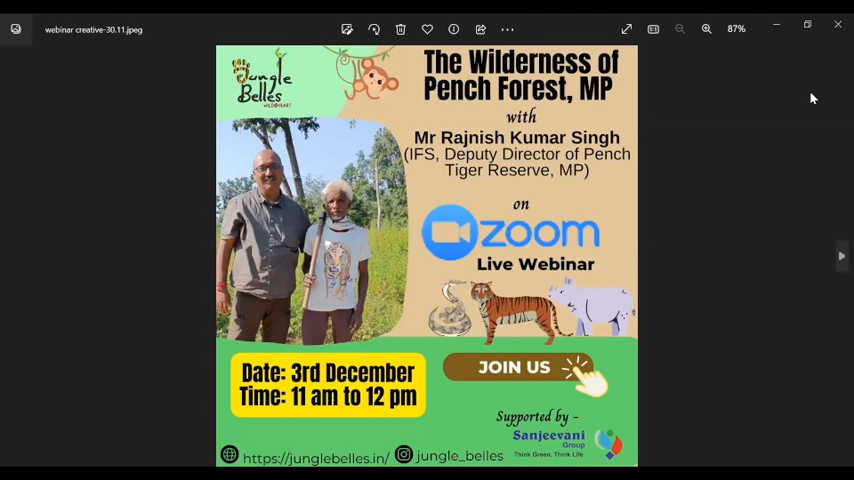 webinar creative-30.11.jpeg
87%
Jungle
Belles
WILD@HEART
The Wilderness of
Pench Forest, MP
with
Mr Rajnish Kumar Singh
(IFS, Deputy Director of Pench
Tiger Reserve, MP)
on
zoom
Live Webinar
Date: 3rd December
Time: 11 am to 12 pm
JOIN US
Supported by -
Sanjeevani
Group
Think Green, Think Life
https://junglebelles.in/
jungle_belles